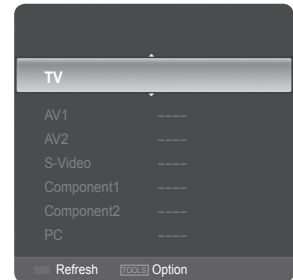 TV
AV1 ----
AV2 ----
S-Video ----
Component1 ----
Component2 ----
PC ----
Refresh TOOLS Option